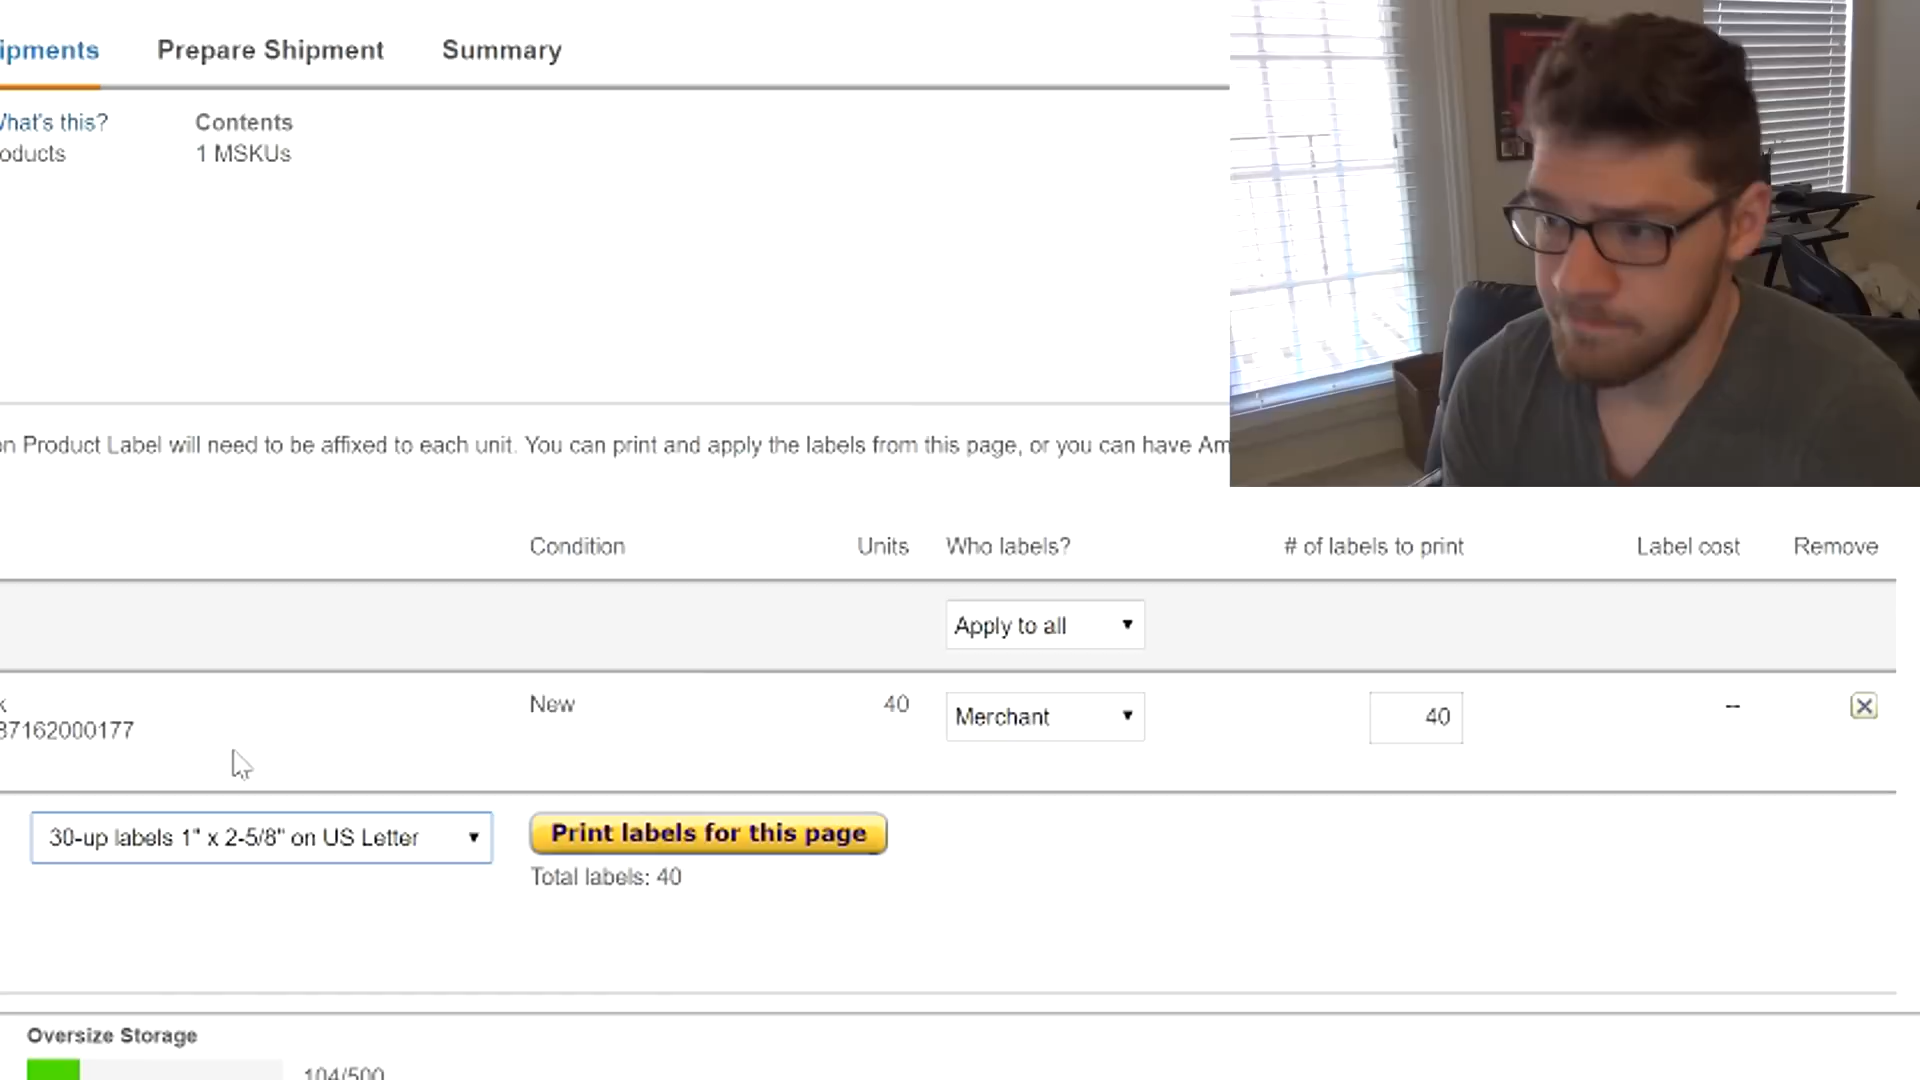 ipments Prepare Shipment Summary
What's this? Contents
oducts 1 MSKUs
on Product Label will need to be affixed to each unit. You can print and apply the labels from this page, or you can have Am
Condition Units Who labels? # of labels to print Label cost Remove
Apply to all
k
87162000177 New 40 Merchant 40 --
30-up labels 1" x 2-5/8" on US Letter Print labels for this page
Total labels: 40
Oversize Storage
104/500